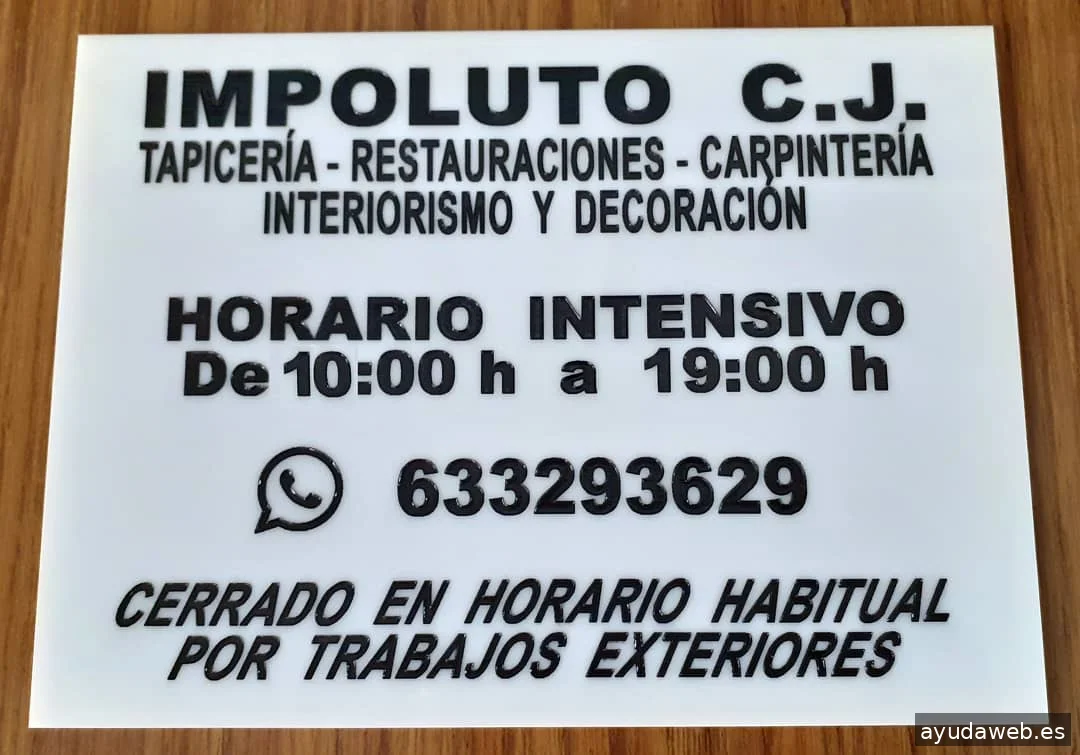 IMPOLUTO C.J.
TAPICERÍA - RESTAURACIONES - CARPINTERÍA
INTERIORISMO Y DECORACIÓN
HORARIO INTENSIVO
De 10:00 h a 19:00 h
633293629
CERRADO EN HORARIO HABITUAL
POR TRABAJOS EXTERIORES
ayudaweb.es